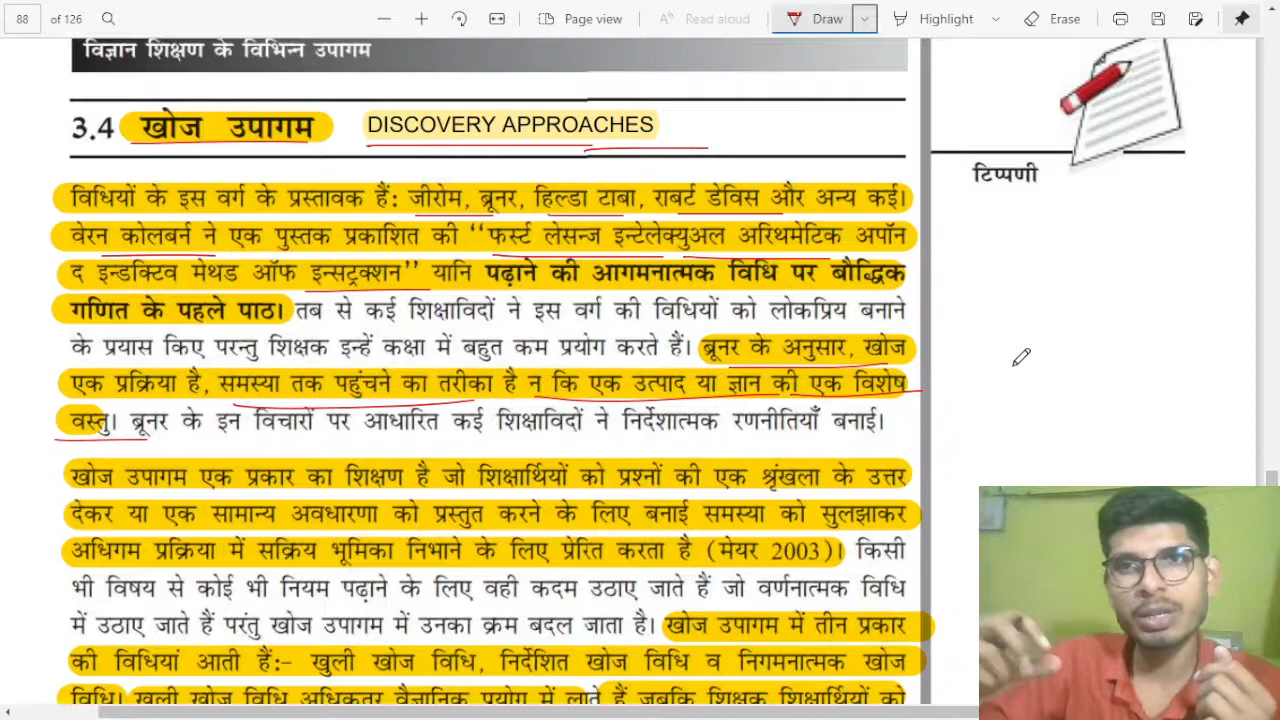 88 of 126 Page view Read aloud Draw Highlight Erase
विज्ञान शिक्षण के विभिन्न उपागम
3.4 खोज उपागम DISCOVERY APPROACHES
टिप्पणी
विधियों के इस वर्ग के प्रस्तावक हैं: जीरोम, ब्रूनर, हिल्डा टाबा, राबर्ट डेविस और अन्य कई।
वेरन कोलबर्न ने एक पुस्तक प्रकाशित की ‘‘फर्स्ट लेसन्ज इन्टेलेक्युअल अरिथमेटिक अपॉन
द इन्डक्टिव मेथड ऑफ इन्सट्रक्शन’’ यानि पढ़ाने की आगमनात्मक विधि पर बौद्धिक
गणित के पहले पाठ। तब से कई शिक्षाविदों ने इस वर्ग की विधियों को लोकप्रिय बनाने
के प्रयास किए परन्तु शिक्षक इन्हें कक्षा में बहुत कम प्रयोग करते हैं। ब्रूनर के अनुसार, खोज
एक प्रक्रिया है, समस्या तक पहुंचने का तरीका है न कि एक उत्पाद या ज्ञान की एक विशेष
वस्तु। ब्रूनर के इन विचारों पर आधारित कई शिक्षाविदों ने निर्देशात्मक रणनीतियाँ बनाई।
खोज उपागम एक प्रकार का शिक्षण है जो शिक्षार्थियों को प्रश्नों की एक श्रृंखला के उत्तर
देकर या एक सामान्य अवधारणा को प्रस्तुत करने के लिए बनाई समस्या को सुलझाकर
अधिगम प्रक्रिया में सक्रिय भूमिका निभाने के लिए प्रेरित करता है (मेयर 2003)। किसी
भी विषय से कोई भी नियम पढ़ाने के लिए वही कदम उठाए जाते हैं जो वर्णनात्मक विधि
में उठाए जाते हैं परंतु खोज उपागम में उनका क्रम बदल जाता है। खोज उपागम में तीन प्रकार
की विधियां आती हैं:- खुली खोज विधि, निर्देशित खोज विधि व निगमनात्मक खोज
विधि। खुली खोज विधि अधिकतर वैज्ञानिक प्रयोग में लाते हैं जबकि शिक्षक शिक्षार्थियों को